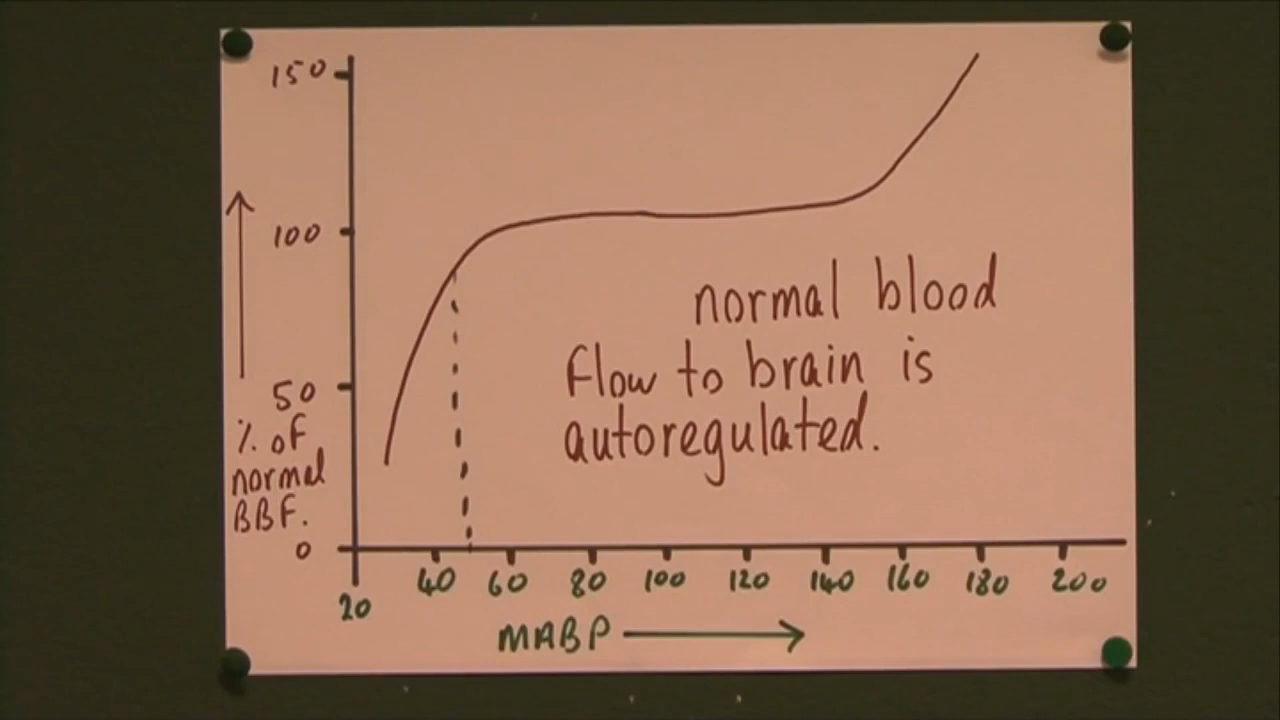 150
100
50
% of
normal
BBF.
0
normal blood
flow to brain is
autoregulated.
20 40 60 80 100 120 140 160 180 200
MABP